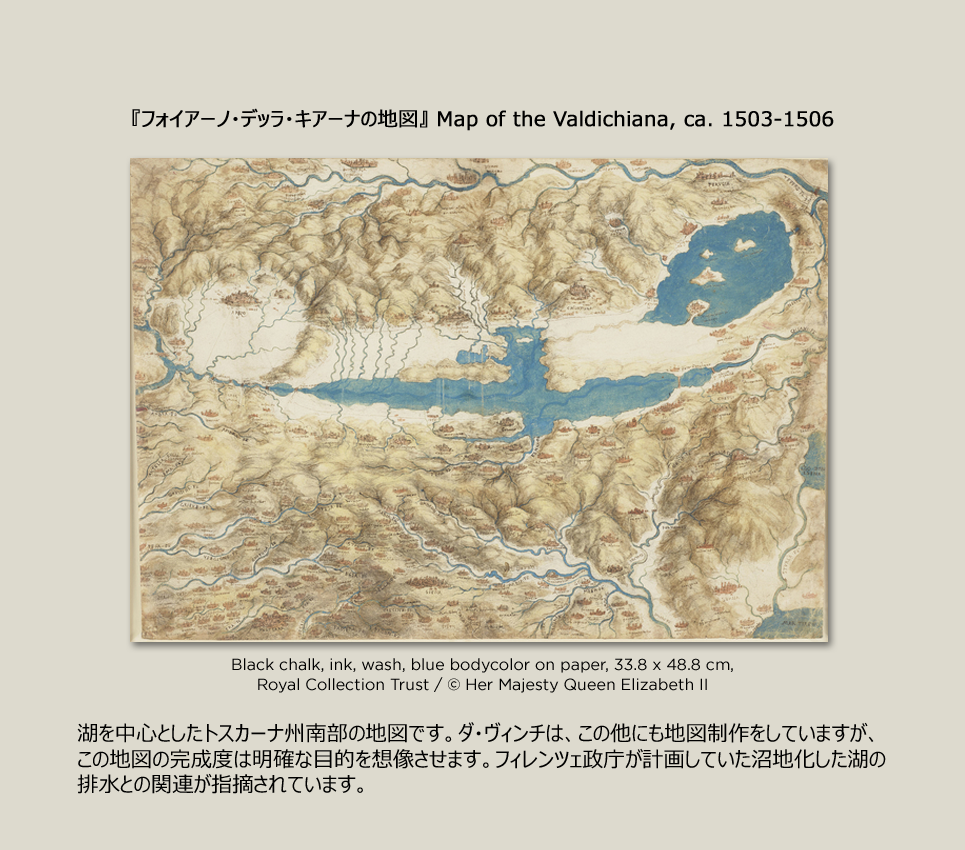 『フォイアーノ・デッラ・キアーナの地図』 Map of the Valdichiana, ca. 1503-1506
Black chalk, ink, wash, blue bodycolor on paper, 33.8 x 48.8 cm,
Royal Collection Trust / © Her Majesty Queen Elizabeth II
湖を中心としたトスカーナ州南部の地図です。ダ・ヴィンチは、この他にも地図制作をしていますが、
この地図の完成度は明確な目的を想像させます。フィレンツェ政庁が計画していた沼地化した湖の
排水との関連が指摘されています。